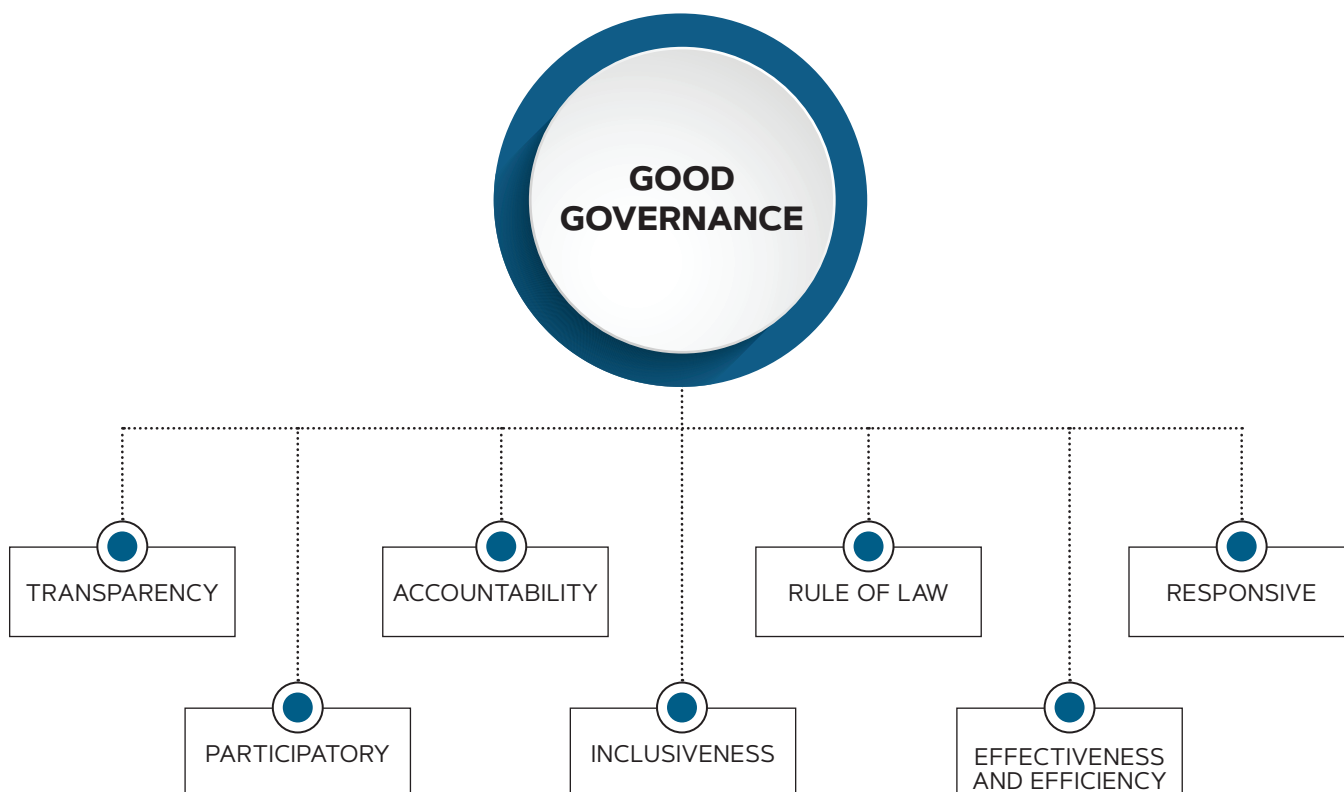 GOOD
GOVERNANCE
TRANSPARENCY
ACCOUNTABILITY
RULE OF LAW
RESPONSIVE
PARTICIPATORY
INCLUSIVENESS
EFFECTIVENESS
AND EFFICIENCY